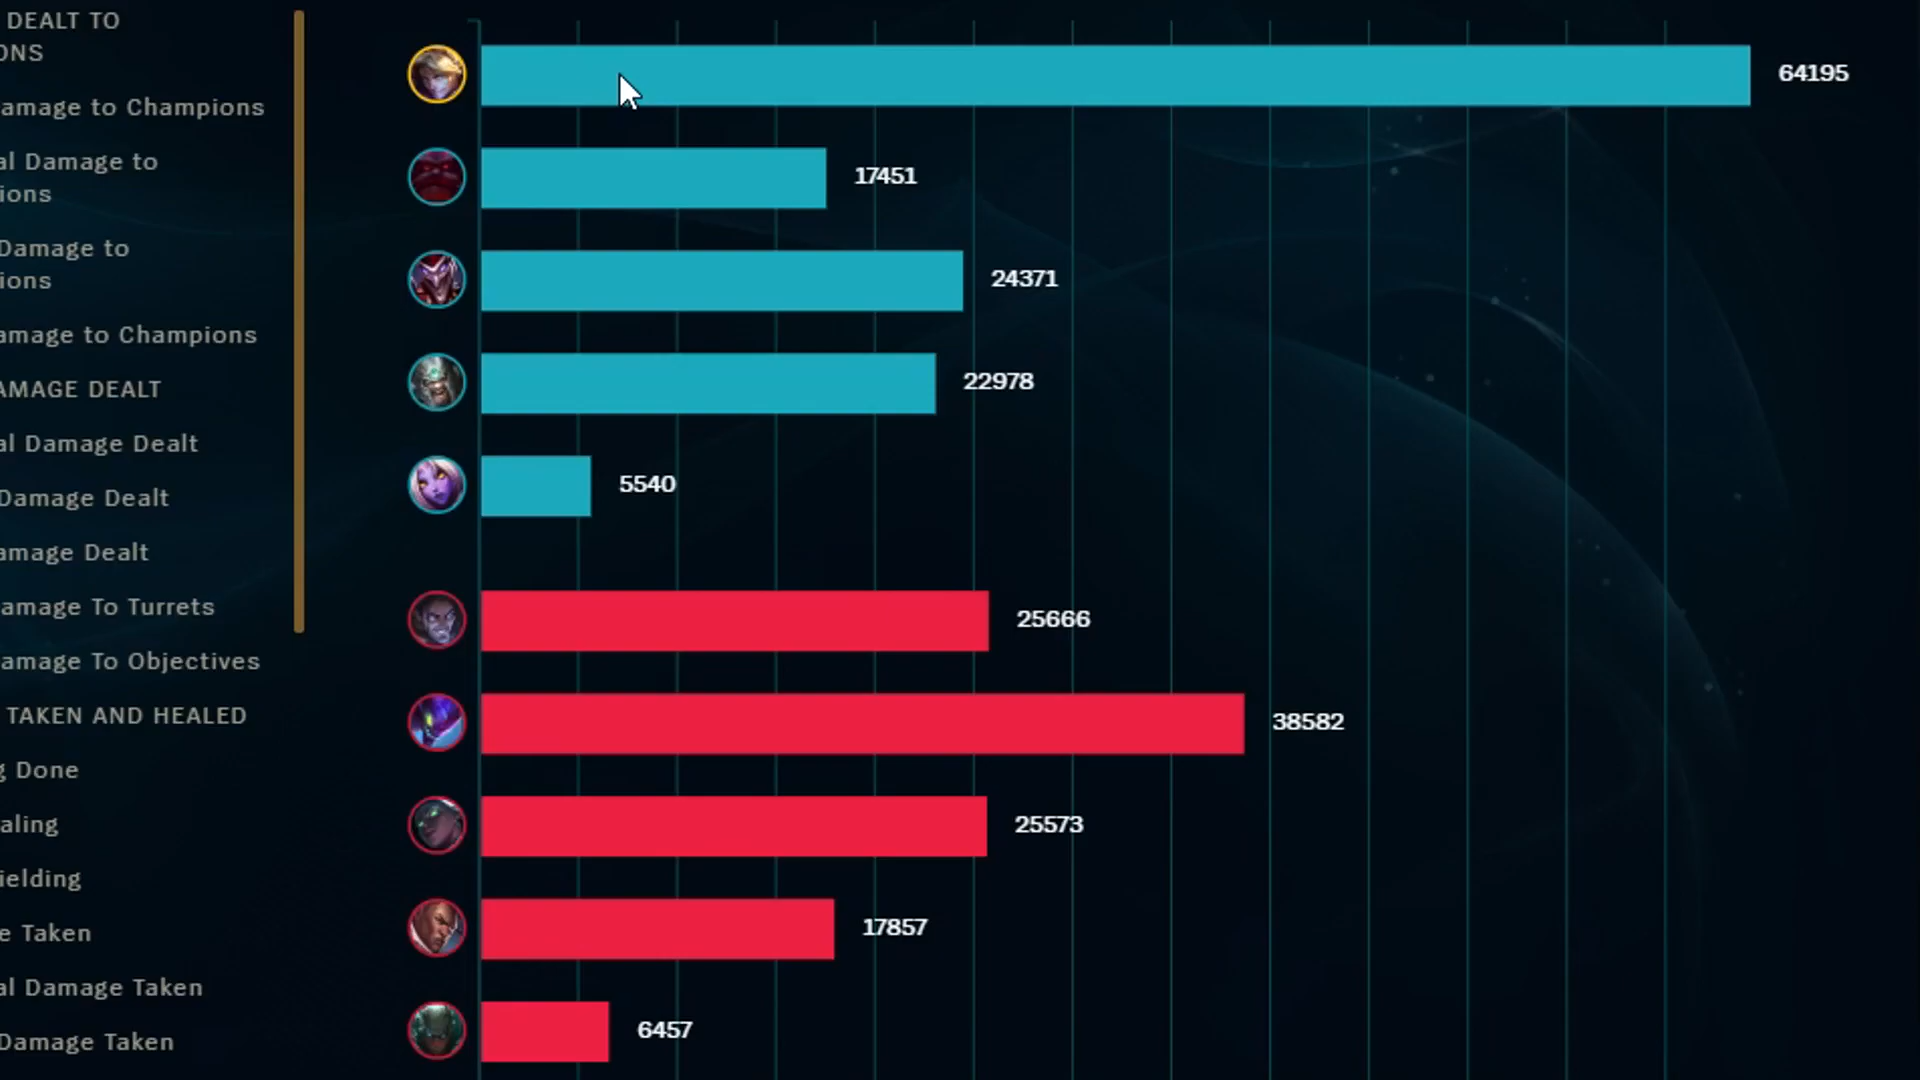 DEALT TO
ONS
amage to Champions
al Damage to
ions
Damage to
ions
amage to Champions
AMAGE DEALT
al Damage Dealt
Damage Dealt
amage Dealt
amage To Turrets
amage To Objectives
TAKEN AND HEALED
g Done
aling
ielding
e Taken
al Damage Taken
Damage Taken
64195
17451
24371
22978
5540
25666
38582
25573
17857
6457